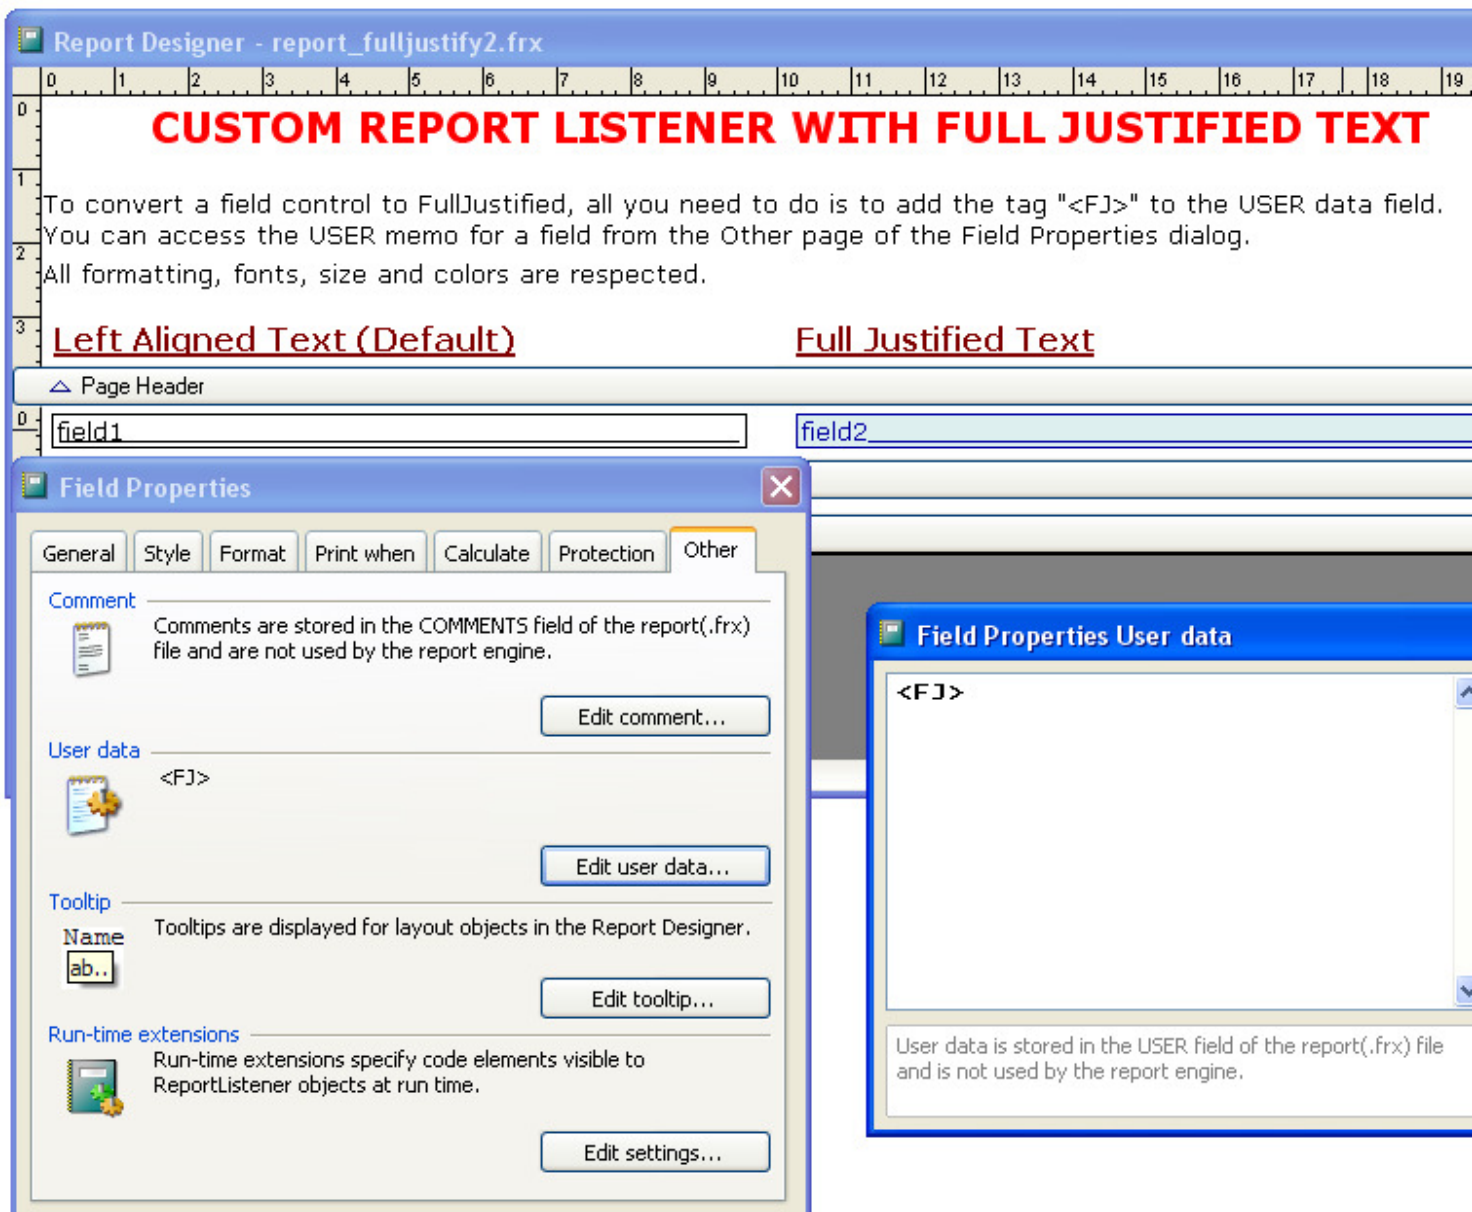 Report Designer - report_fulljustify2.frx
0 1 2 3 4 5 6 7 8 9 10 11 12 13 14 15 16 17 18 19
0
CUSTOM REPORT LISTENER WITH FULL JUSTIFIED TEXT
1
To convert a field control to FullJustified, all you need to do is to add the tag "<FJ>" to the USER data field.
You can access the USER memo for a field from the Other page of the Field Properties dialog.
2
All formatting, fonts, size and colors are respected.
3
Left Aligned Text (Default) Full Justified Text
Page Header
0
field1 field2
Field Properties
General Style Format Print when Calculate Protection Other
Comment
Comments are stored in the COMMENTS field of the report(.frx)
file and are not used by the report engine.
Edit comment...
User data
<FJ>
Edit user data...
Tooltip
Name
ab..
Tooltips are displayed for layout objects in the Report Designer.
Edit tooltip...
Run-time extensions
Run-time extensions specify code elements visible to
ReportListener objects at run time.
Edit settings...
Field Properties User data
<FJ>
User data is stored in the USER field of the report(.frx) file
and is not used by the report engine.